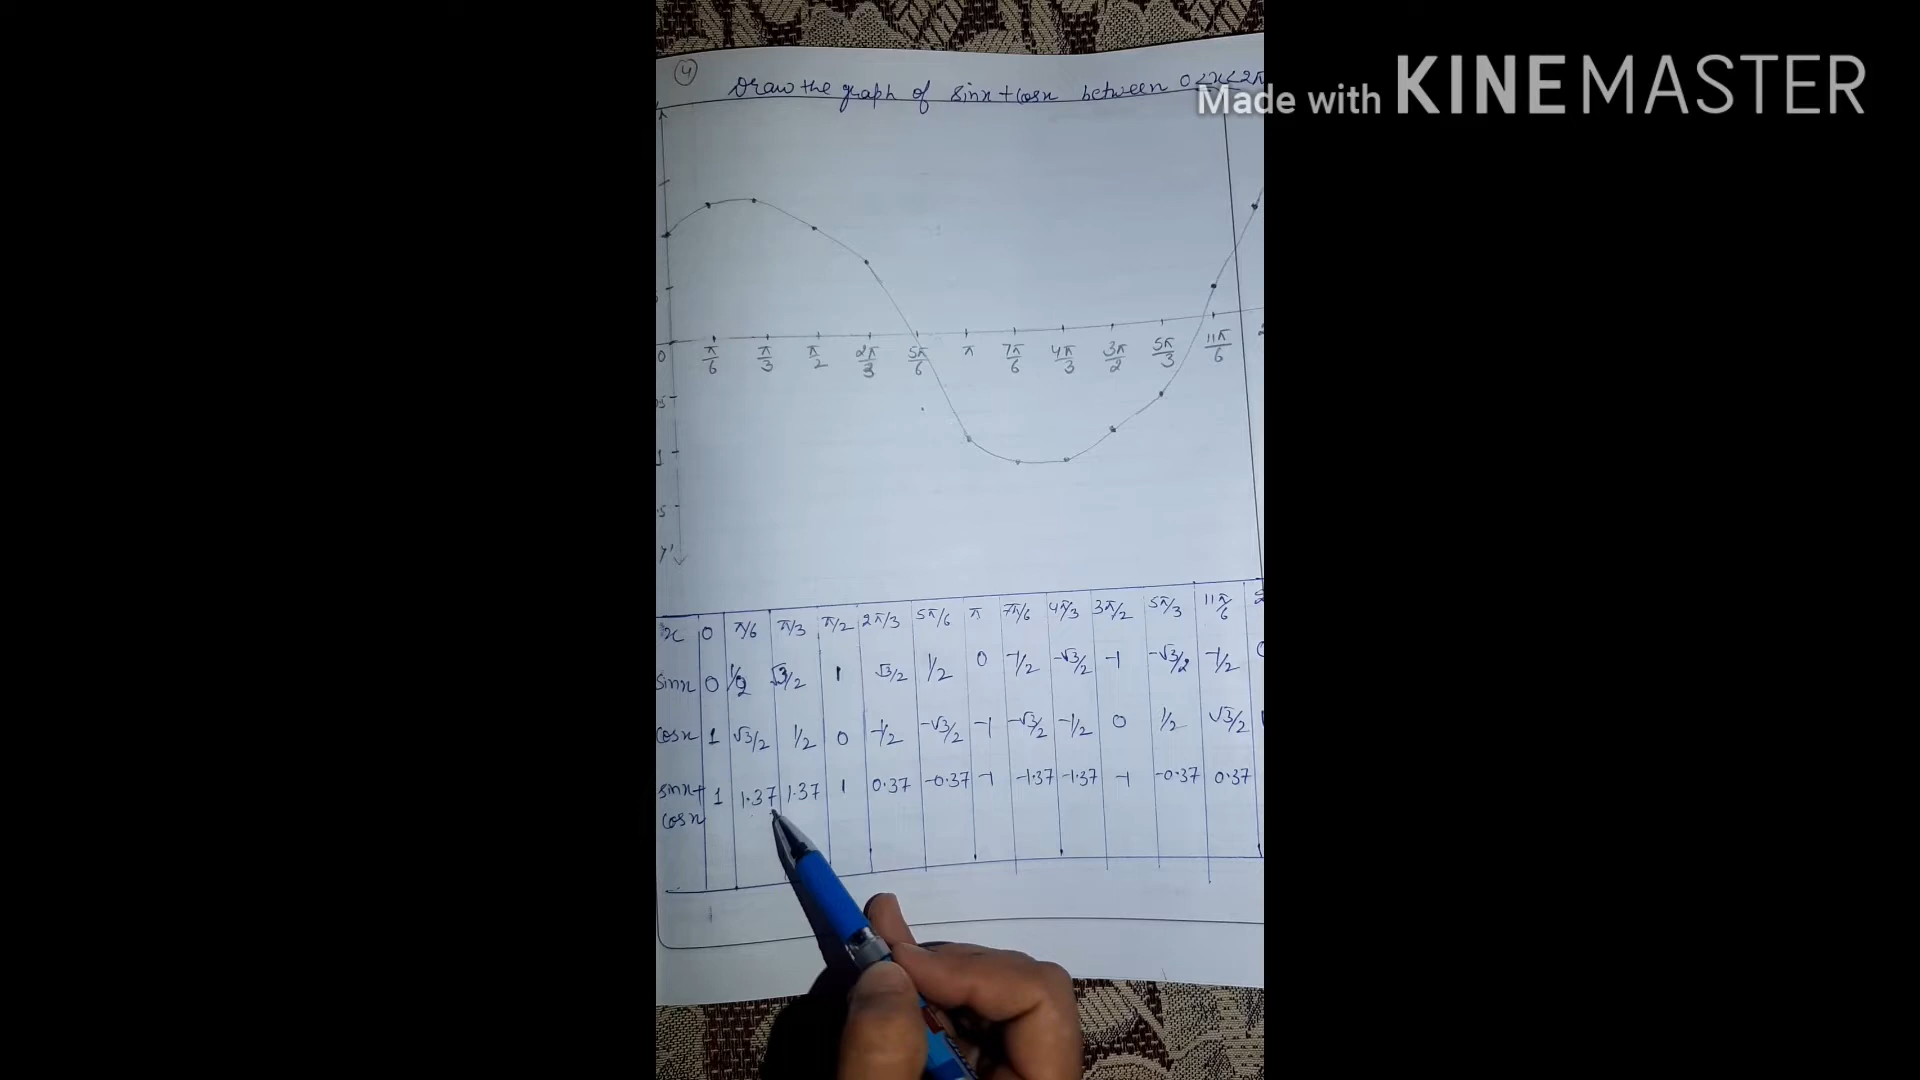 4
Draw the graph of sinx + cosx between 0<x<2π
Made with KINEMASTER
0 π/6 π/3 π/2 2π/3 5π/6 π 7π/6 4π/3 3π/2 5π/3 11π/6
1
Y'
x 0 π/6 π/3 π/2 2π/3 5π/6 π 7π/6 4π/3 3π/2 5π/3 11π/6
sinx 0 1/2 √3/2 1 √3/2 1/2 0 -1/2 -√3/2 -1 -√3/2 -1/2
cosx 1 √3/2 1/2 0 -1/2 -√3/2 -1 -√3/2 -1/2 0 1/2 √3/2
sinx+ 1 1.37 1.37 1 0.37 -0.37 -1 -1.37 -1.37 -1 -0.37 0.37
cosx